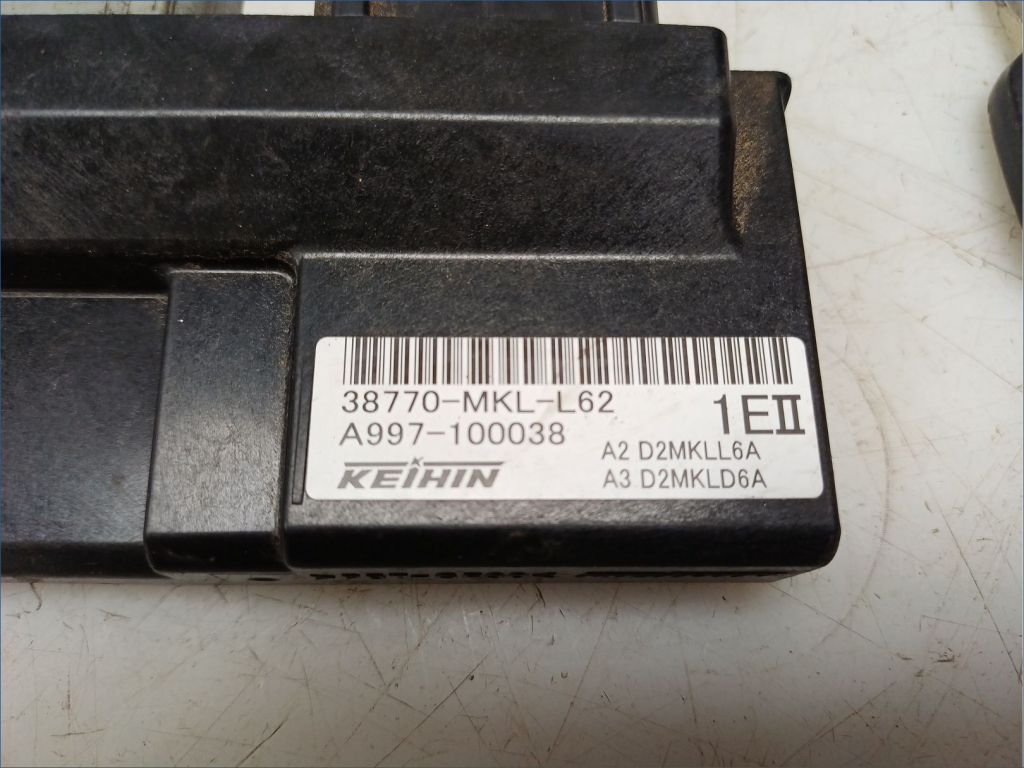 38770-MKL-L62
A997-100038
1EII
A2 D2MKLL6A
A3 D2MKLD6A
KEIHIN